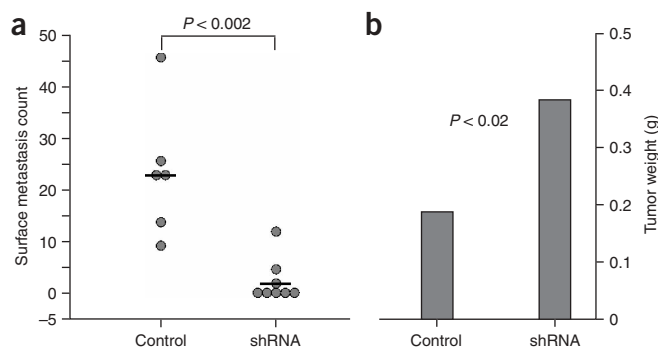 a
P < 0.002
50
40
30
20
10
0
–5
Surface metastasis count
Control
shRNA
b
P < 0.02
0.5
0.4
0.3
0.2
0.1
0
Tumor weight (g)
Control
shRNA